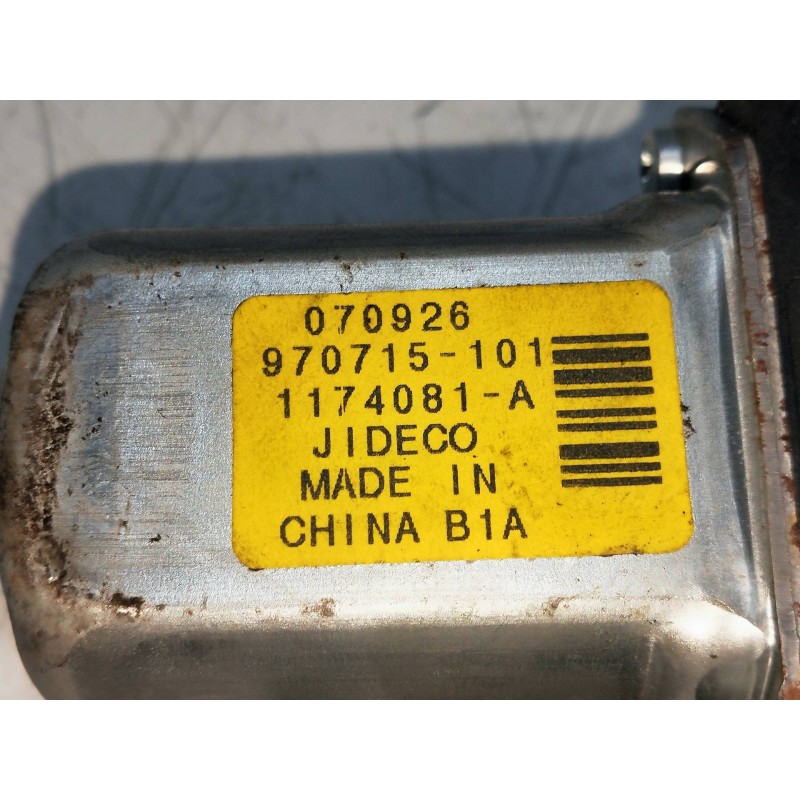 070926
970715-101
1174081-A
JIDECO
MADE IN
CHINA B1A